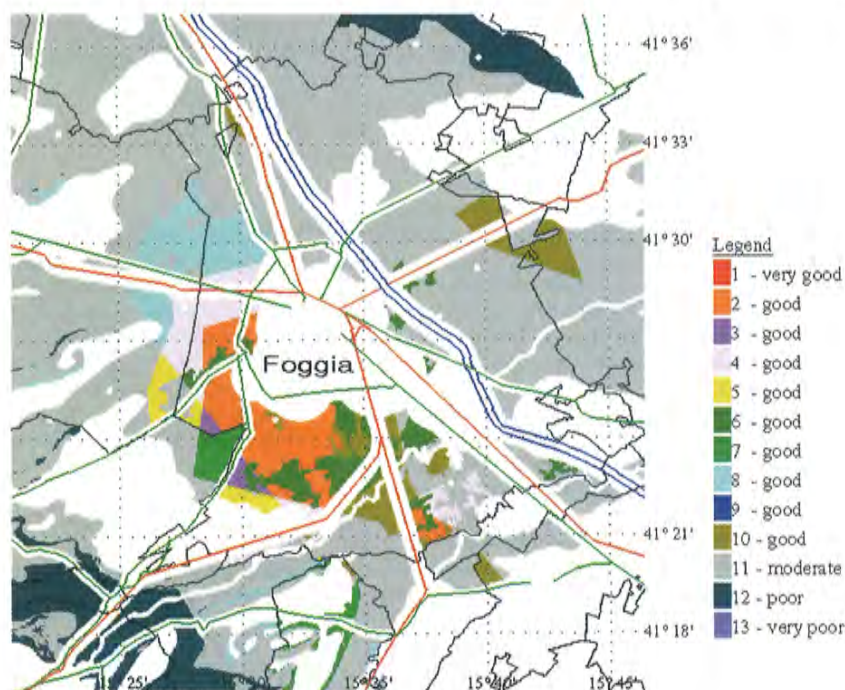 41° 36'
41° 33'
41° 30'
Foggia
41° 21'
41° 18'
15° 35'
15° 40'
15° 45'
Legend
1 - very good
2 - good
3 - good
4 - good
5 - good
6 - good
7 - good
8 - good
9 - good
10 - good
11 - moderate
12 - poor
13 - very poor